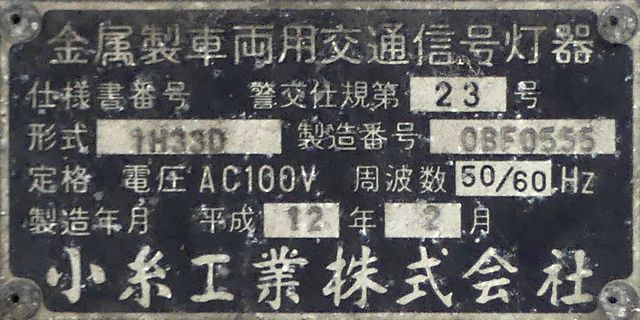 金属製車両用交通信号灯器
仕様書番号 警交仕規第 23 号
形式 1H33D 製造番号 0BF0555
定格 電圧 AC100V 周波数 50/60 Hz
製造年月 平成 12 年 2 月
小糸工業株式会社